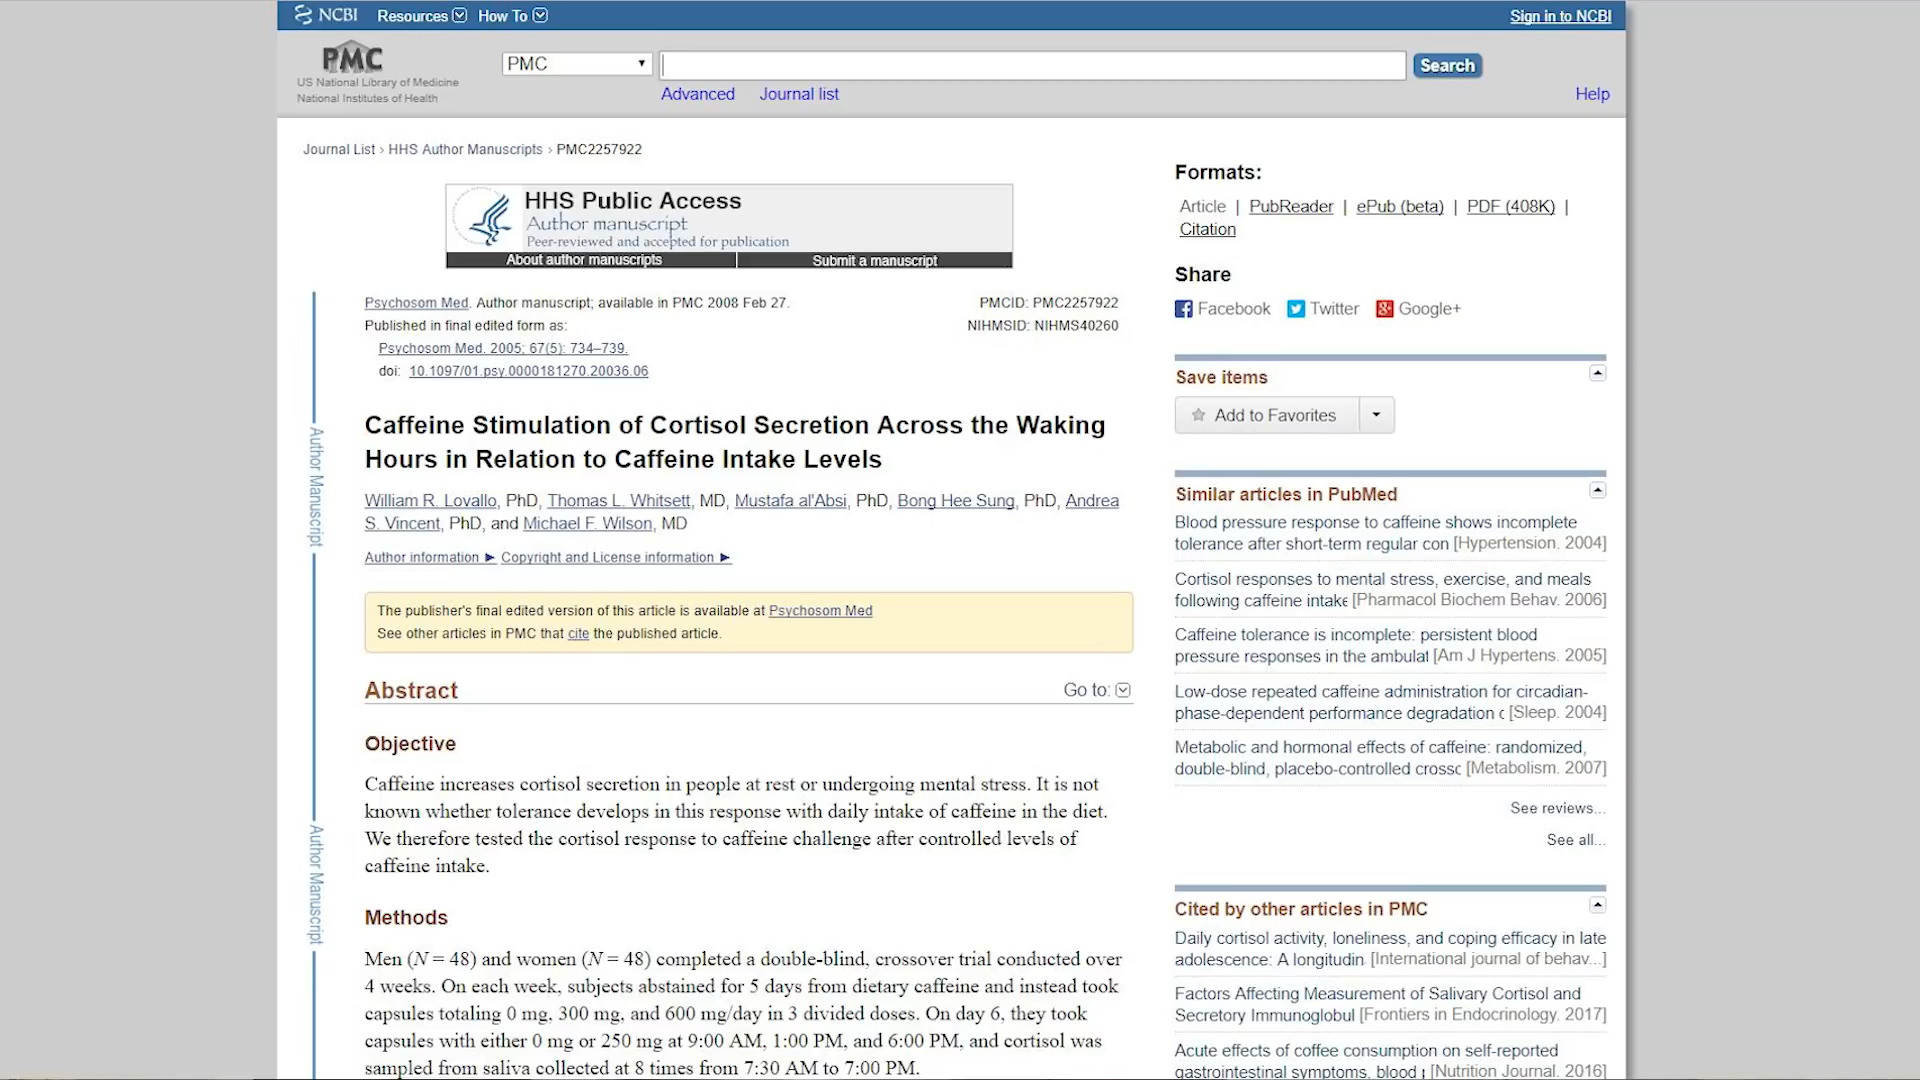 NCBI Resources How To Sign in to NCBI
PMC
US National Library of Medicine
National Institutes of Health
PMC
Search
Advanced Journal list
Help
Journal List › HHS Author Manuscripts › PMC2257922
HHS Public Access
Author manuscript
Peer-reviewed and accepted for publication
About author manuscripts Submit a manuscript
Psychosom Med. Author manuscript; available in PMC 2008 Feb 27.
Published in final edited form as:
Psychosom Med. 2005; 67(5): 734–739.
doi: 10.1097/01.psy.0000181270.20036.06
PMCID: PMC2257922
NIHMSID: NIHMS40260
Caffeine Stimulation of Cortisol Secretion Across the Waking
Hours in Relation to Caffeine Intake Levels
William R. Lovallo, PhD, Thomas L. Whitsett, MD, Mustafa al'Absi, PhD, Bong Hee Sung, PhD, Andrea
S. Vincent, PhD, and Michael F. Wilson, MD
Author information ► Copyright and License information ►
The publisher's final edited version of this article is available at Psychosom Med
See other articles in PMC that cite the published article.
Abstract
Go to:
Objective
Caffeine increases cortisol secretion in people at rest or undergoing mental stress. It is not
known whether tolerance develops in this response with daily intake of caffeine in the diet.
We therefore tested the cortisol response to caffeine challenge after controlled levels of
caffeine intake.
Methods
Men (N = 48) and women (N = 48) completed a double-blind, crossover trial conducted over
4 weeks. On each week, subjects abstained for 5 days from dietary caffeine and instead took
capsules totaling 0 mg, 300 mg, and 600 mg/day in 3 divided doses. On day 6, they took
capsules with either 0 mg or 250 mg at 9:00 AM, 1:00 PM, and 6:00 PM, and cortisol was
sampled from saliva collected at 8 times from 7:30 AM to 7:00 PM.
Author Manuscript
Author Manuscript
Formats:
Article | PubReader | ePub (beta) | PDF (408K) |
Citation
Share
Facebook Twitter Google+
Save items
Add to Favorites
Similar articles in PubMed
Blood pressure response to caffeine shows incomplete
tolerance after short-term regular con [Hypertension. 2004]
Cortisol responses to mental stress, exercise, and meals
following caffeine intake [Pharmacol Biochem Behav. 2006]
Caffeine tolerance is incomplete: persistent blood
pressure responses in the ambulat [Am J Hypertens. 2005]
Low-dose repeated caffeine administration for circadian-
phase-dependent performance degradation c [Sleep. 2004]
Metabolic and hormonal effects of caffeine: randomized,
double-blind, placebo-controlled crossc [Metabolism. 2007]
See reviews...
See all...
Cited by other articles in PMC
Daily cortisol activity, loneliness, and coping efficacy in late
adolescence: A longitudin [International journal of behav...]
Factors Affecting Measurement of Salivary Cortisol and
Secretory Immunoglobul [Frontiers in Endocrinology. 2017]
Acute effects of coffee consumption on self-reported
gastrointestinal symptoms, blood p [Nutrition Journal. 2016]